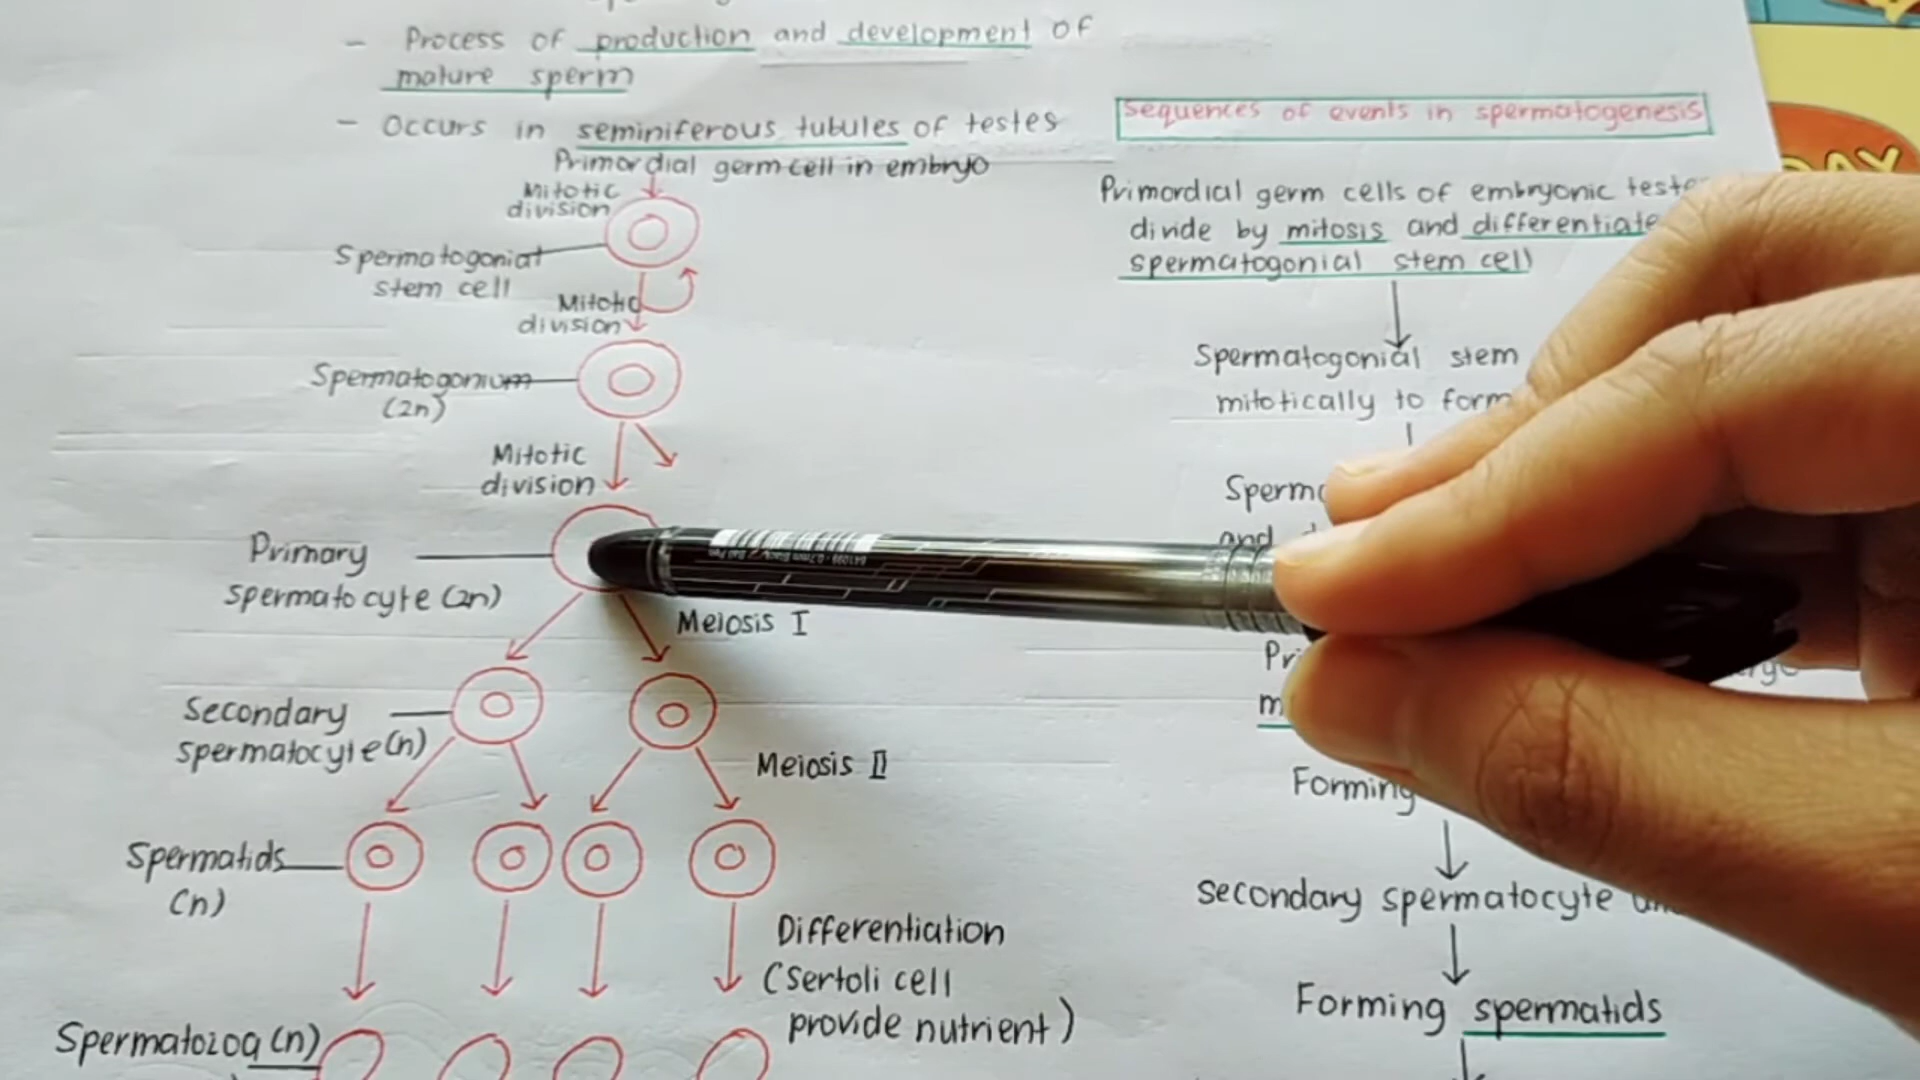 - Process of production and development of
mature sperm
- Occurs in seminiferous tubules of testes
Primordial germ cell in embryo
Mitotic
division
Spermatogonial
stem cell
Mitotic
division
Spermatogonium
(2n)
Mitotic
division
Primary
spermatocyte (2n)
Meiosis I
Secondary
spermatocyte (n)
Meiosis II
Spermatids
(n)
Differentiation
(Sertoli cell
provide nutrient)
Spermatozoa (n)
Sequences of events in spermatogenesis
Primordial germ cells of embryonic
divide by mitosis and differentiate
spermatogonial stem cell
Spermatogonial stem
mitotically to form
and
Forming
secondary spermatocyte
Forming spermatids